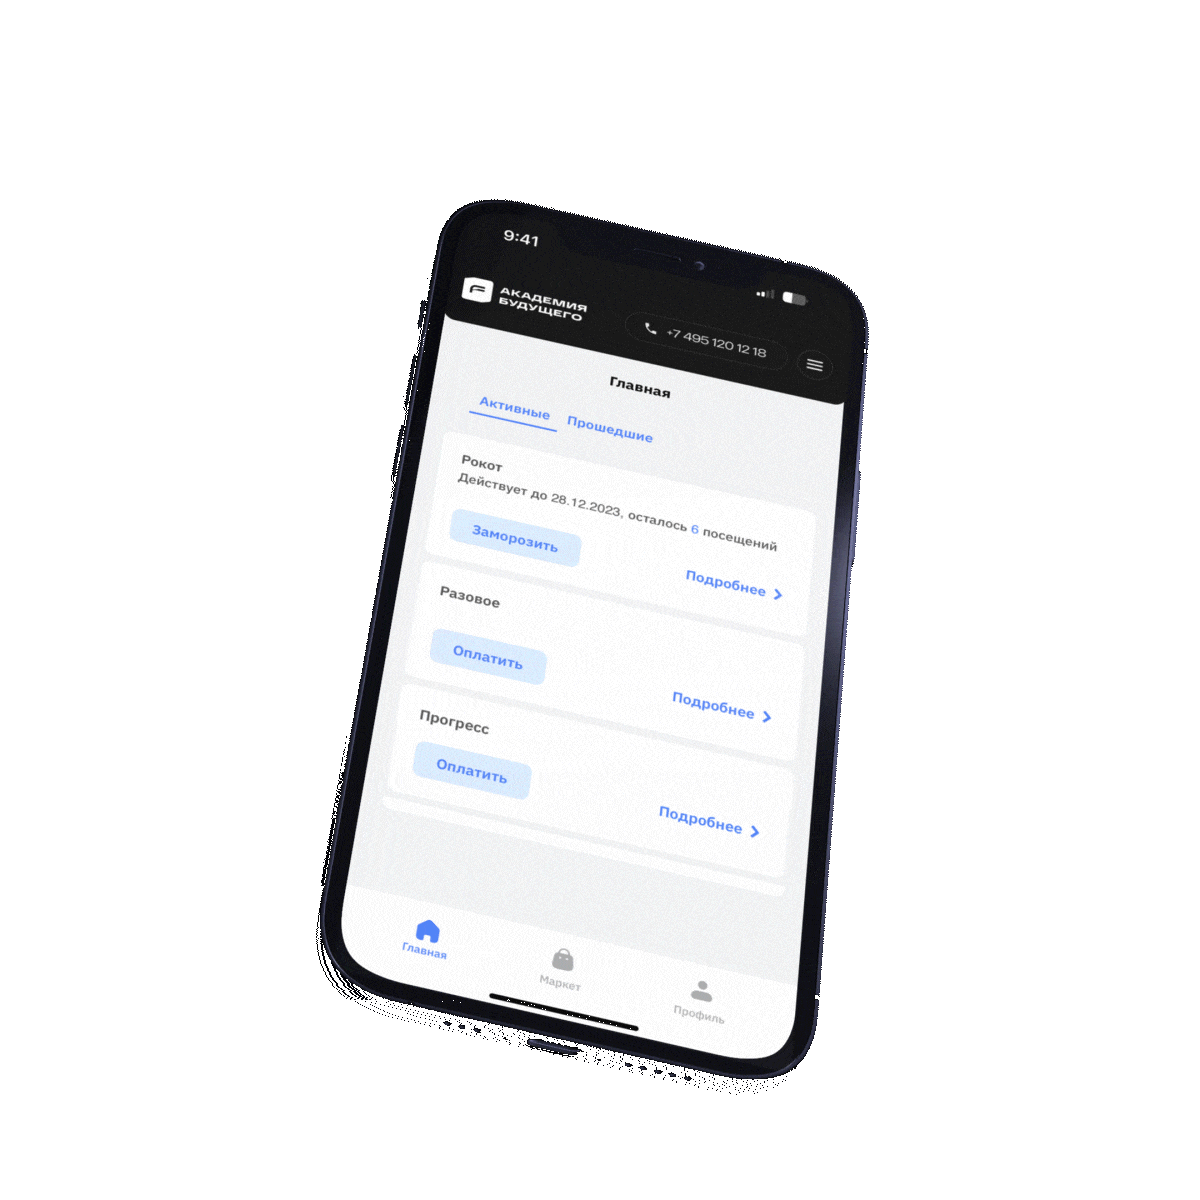 9:41
АКАДЕМИЯ
БУДУЩЕГО
+7 495 120 12 18
Главная
Активные Прошедшие
Рокот
Действует до 28.12.2023, осталось 6 посещений
Заморозить
Подробнее
Разовое
Оплатить
Подробнее
Прогресс
Оплатить
Подробнее
Главная
Маркет
Профиль